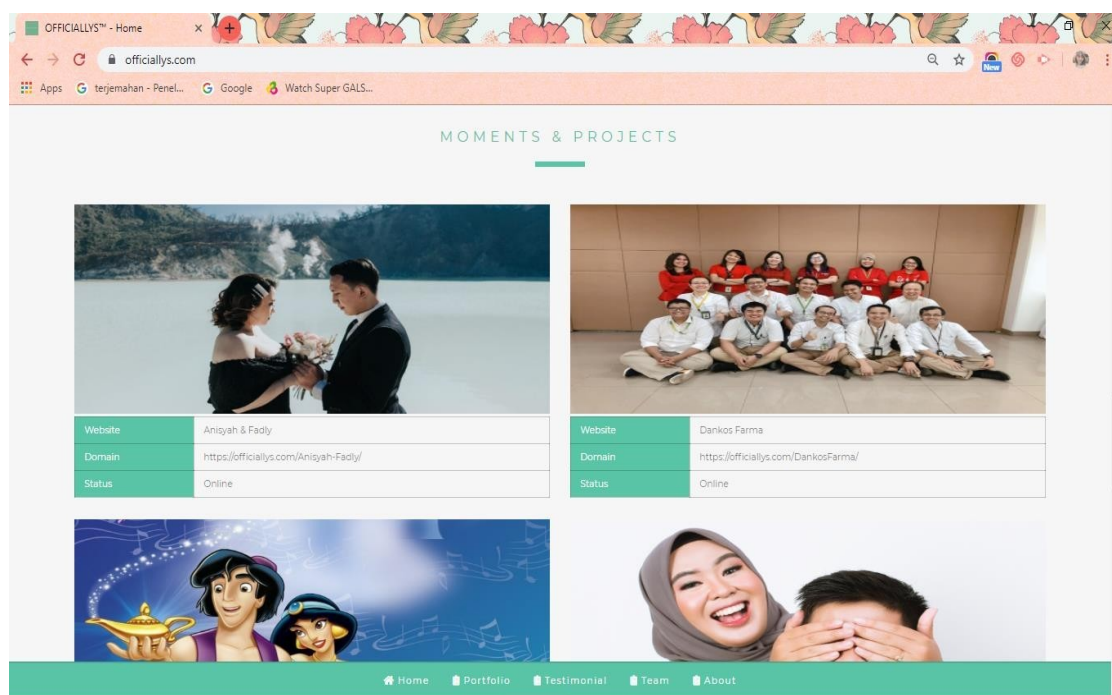 OFFICIALLYS™ - Home
officiallys.com
New
Apps terjemahan - Penel... Google Watch Super GALS...
MOMENTS & PROJECTS
Website Anisyah & Fadly
Domain https://officiallys.com/Anisyah-Fadly/
Status Online
Website Dankos Farma
Domain https://officiallys.com/DankosFarma/
Status Online
Home Portfolio Testimonial Team About